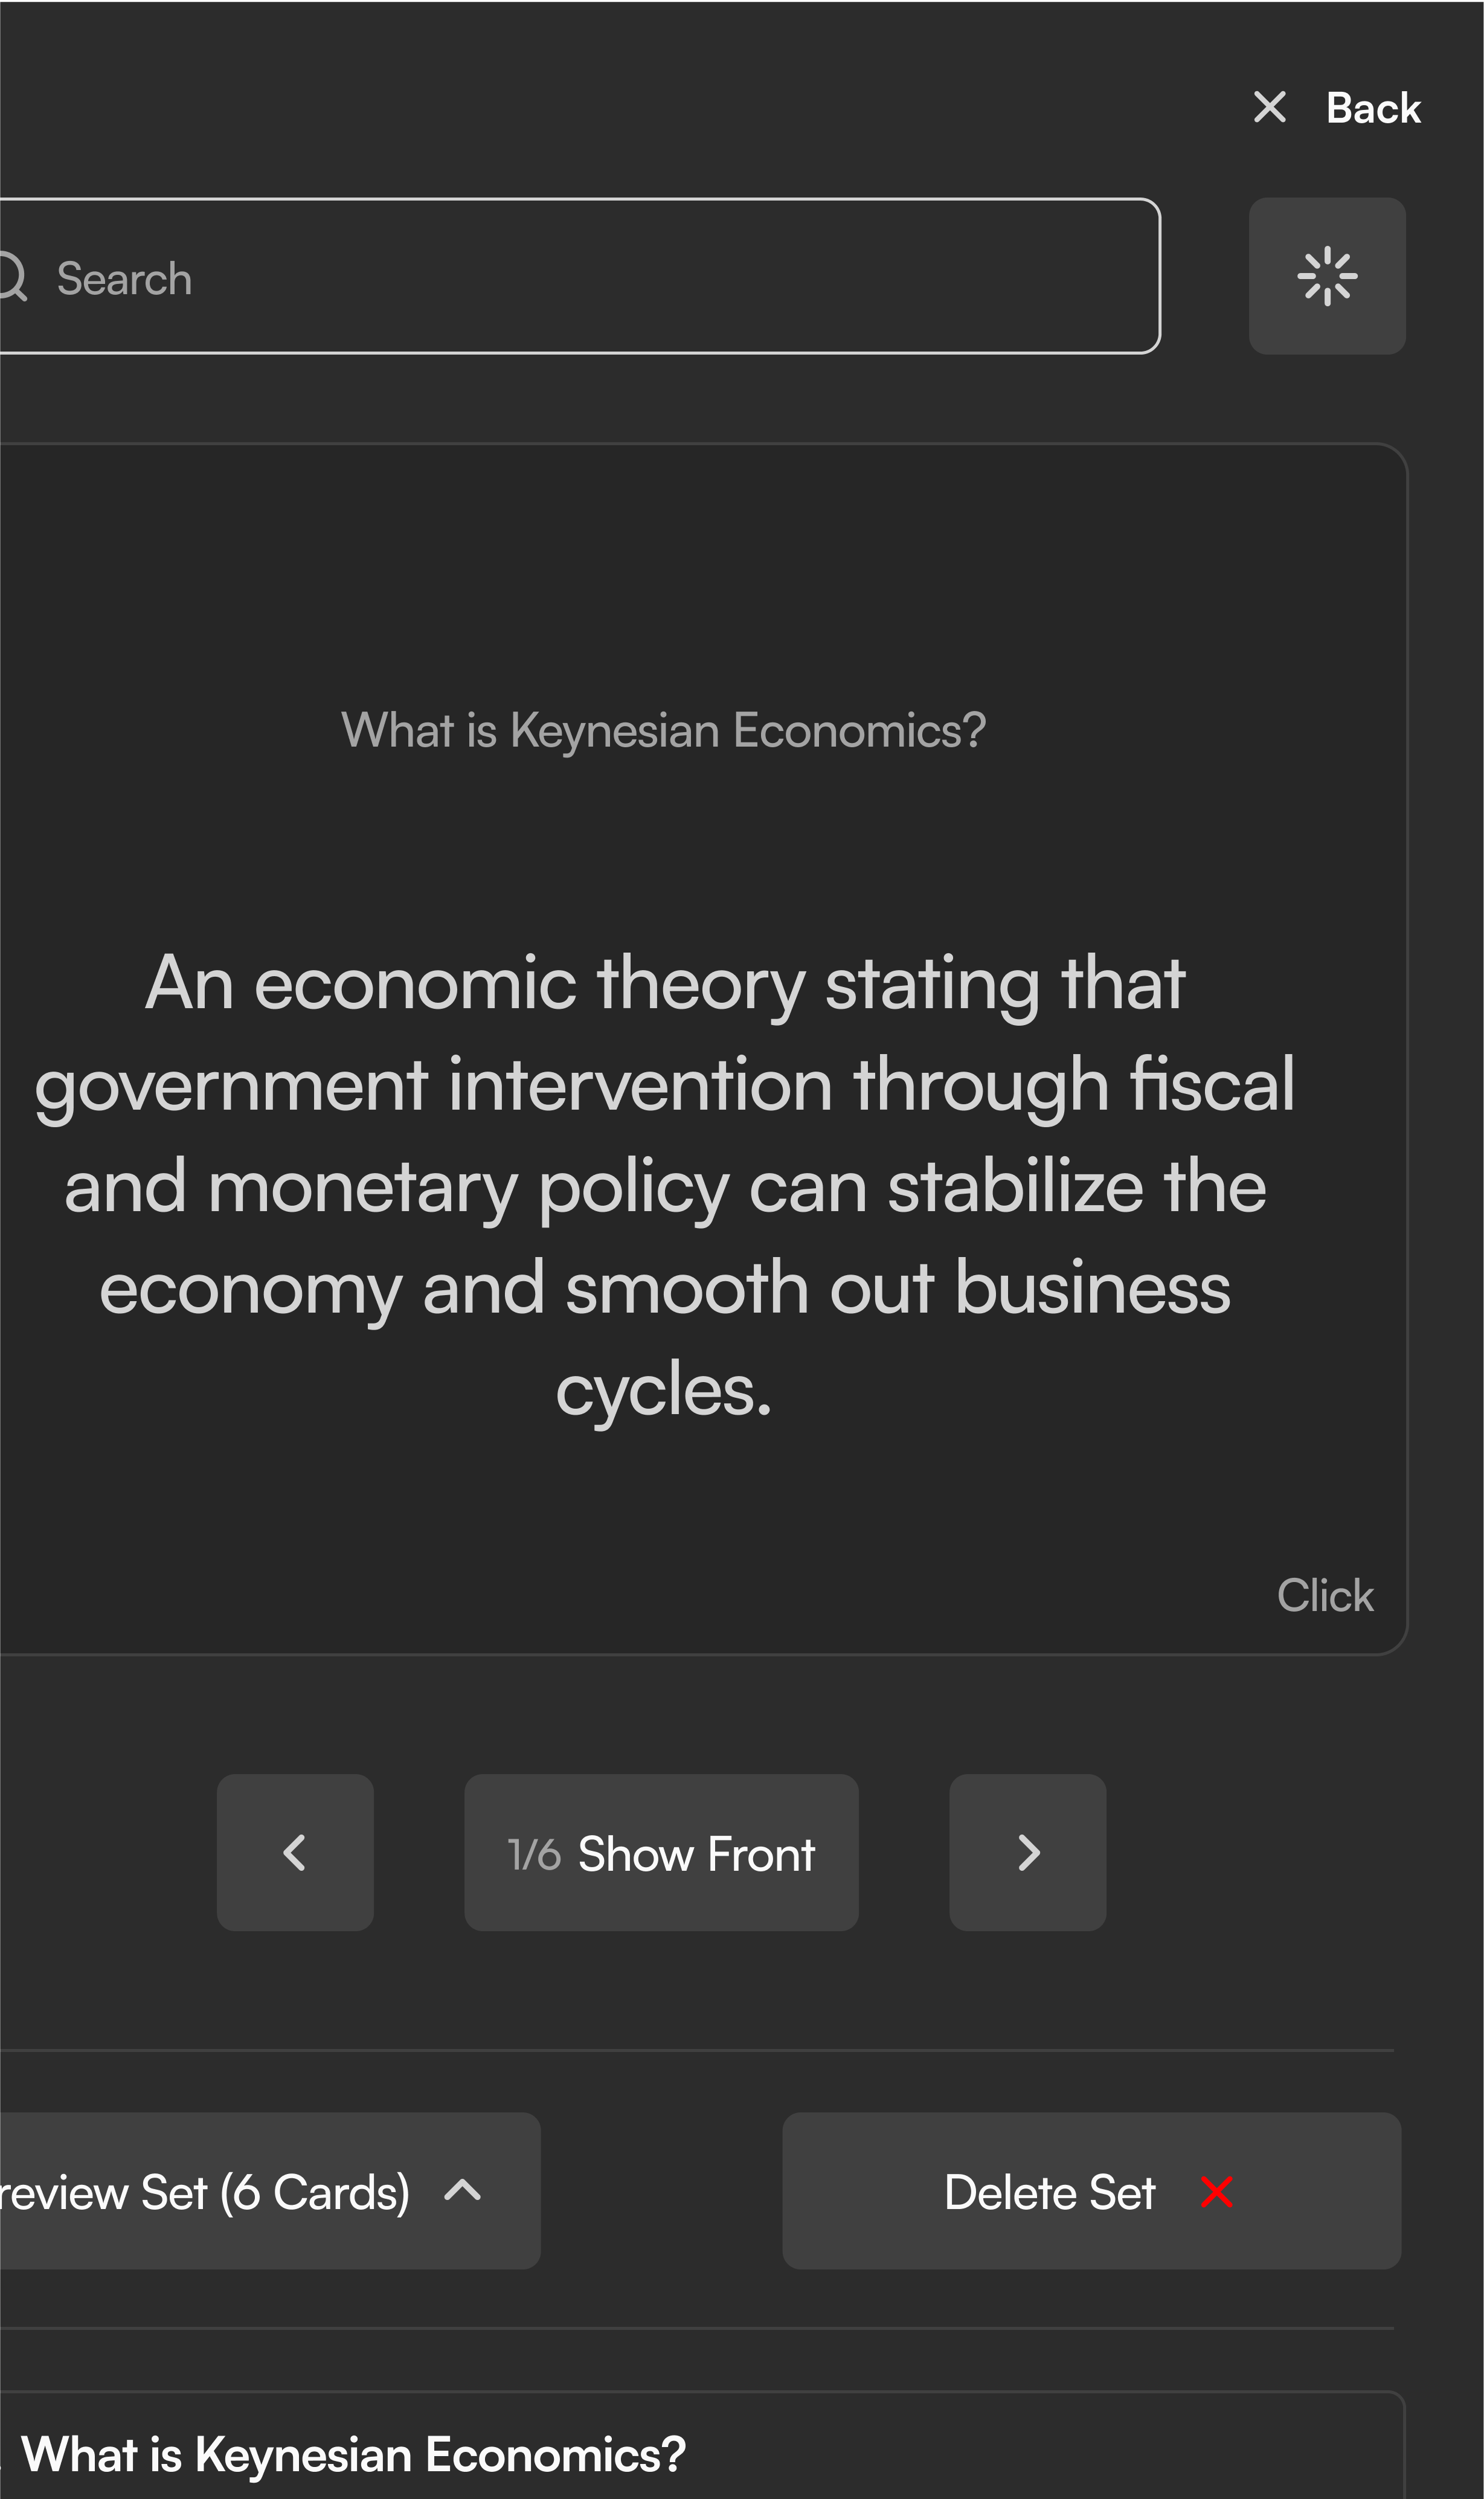 Back
Search
What is Keynesian Economics?
An economic theory stating that
government intervention through fiscal
and monetary policy can stabilize the
economy and smooth out business
cycles.
Click
1/6 Show Front
review Set (6 Cards)
Delete Set
What is Keynesian Economics?